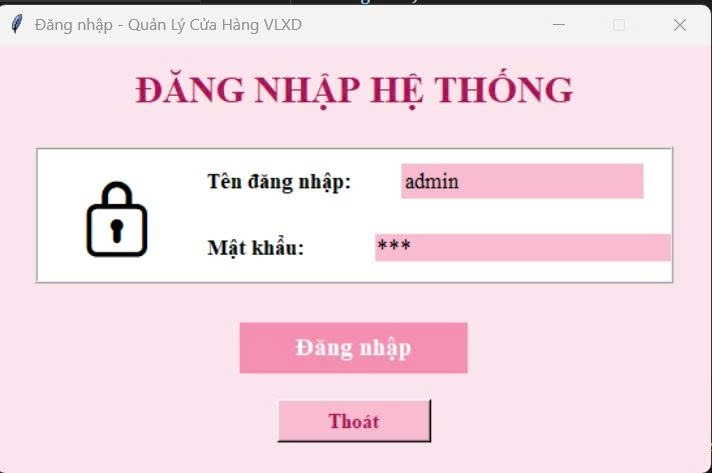 Đăng nhập - Quản Lý Cửa Hàng VLXD
ĐĂNG NHẬP HỆ THỐNG
Tên đăng nhập: admin
Mật khẩu: ***
Đăng nhập
Thoát